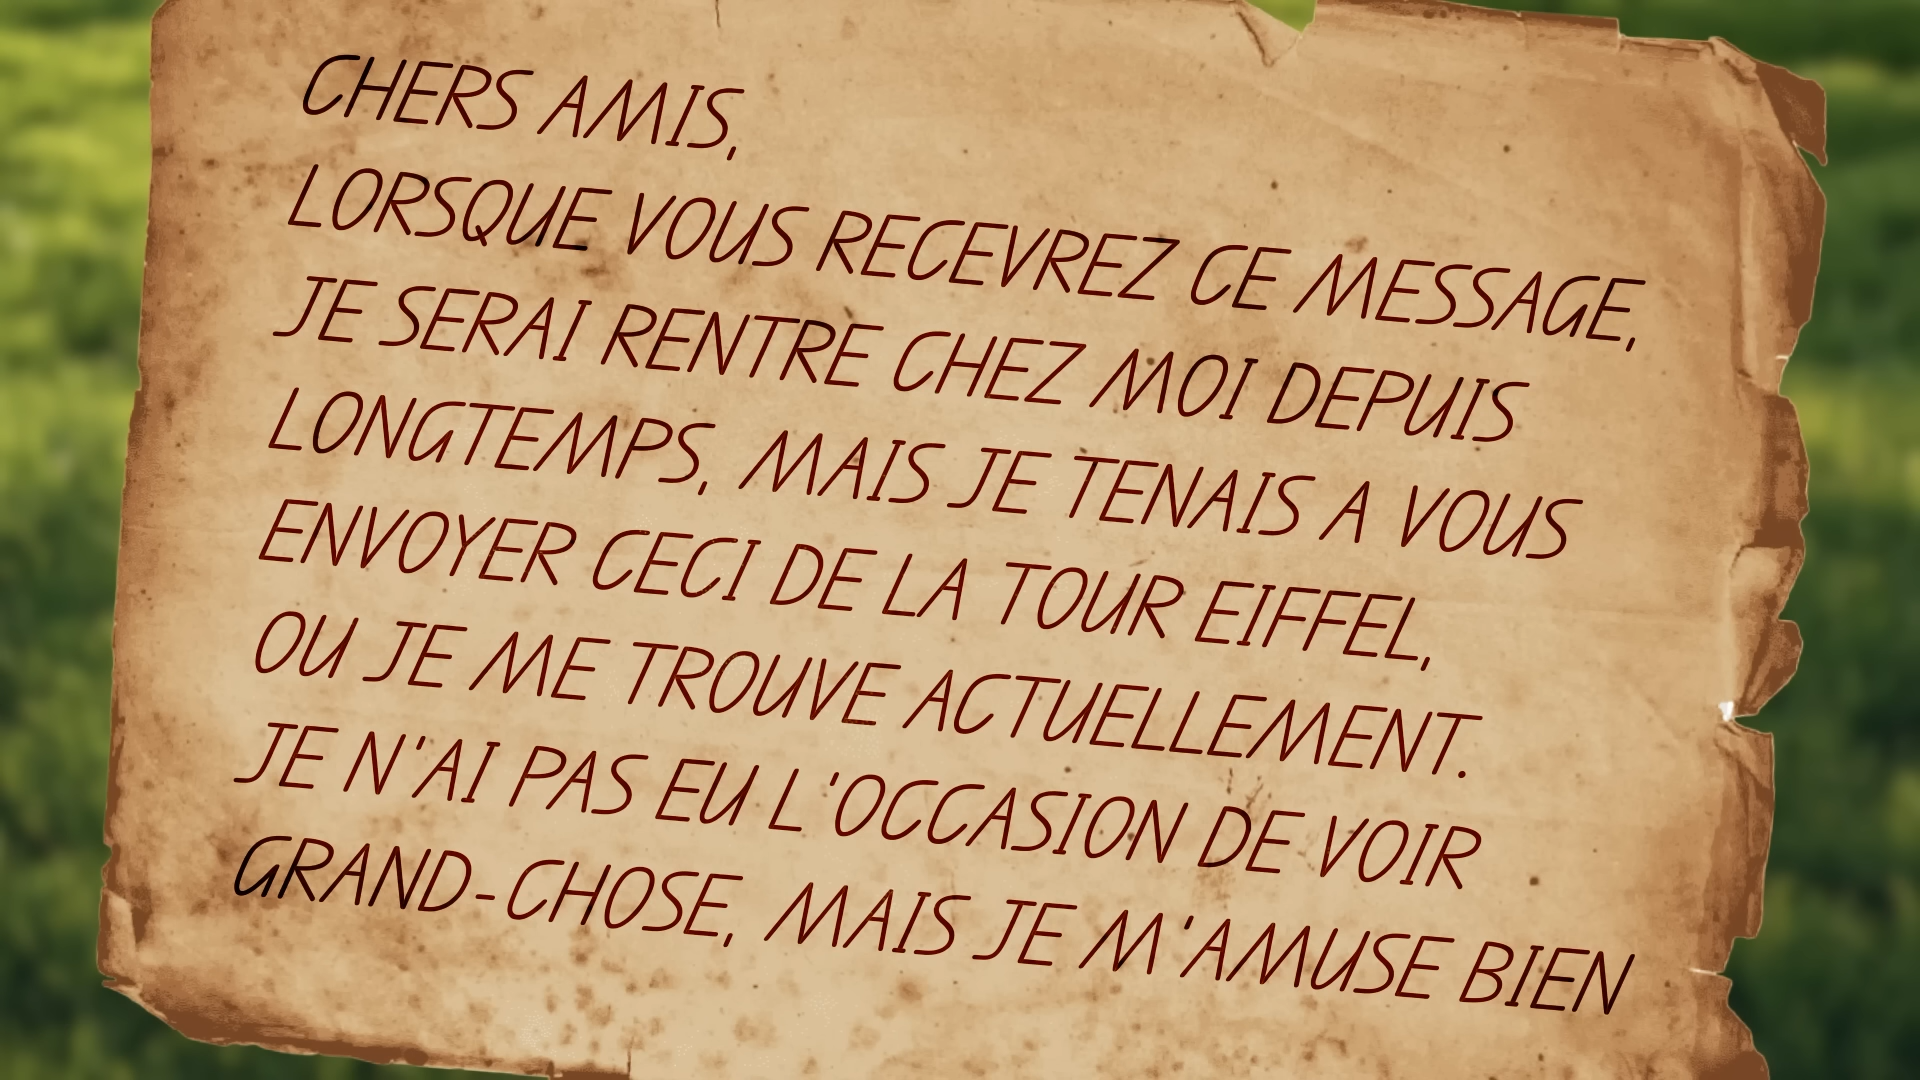 CHERS AMIS,
LORSQUE VOUS RECEVREZ CE MESSAGE,
JE SERAI RENTRE CHEZ MOI DEPUIS
LONGTEMPS, MAIS JE TENAIS A VOUS
ENVOYER CECI DE LA TOUR EIFFEL,
OU JE ME TROUVE ACTUELLEMENT.
JE N'AI PAS EU L'OCCASION DE VOIR
GRAND-CHOSE, MAIS JE M'AMUSE BIEN